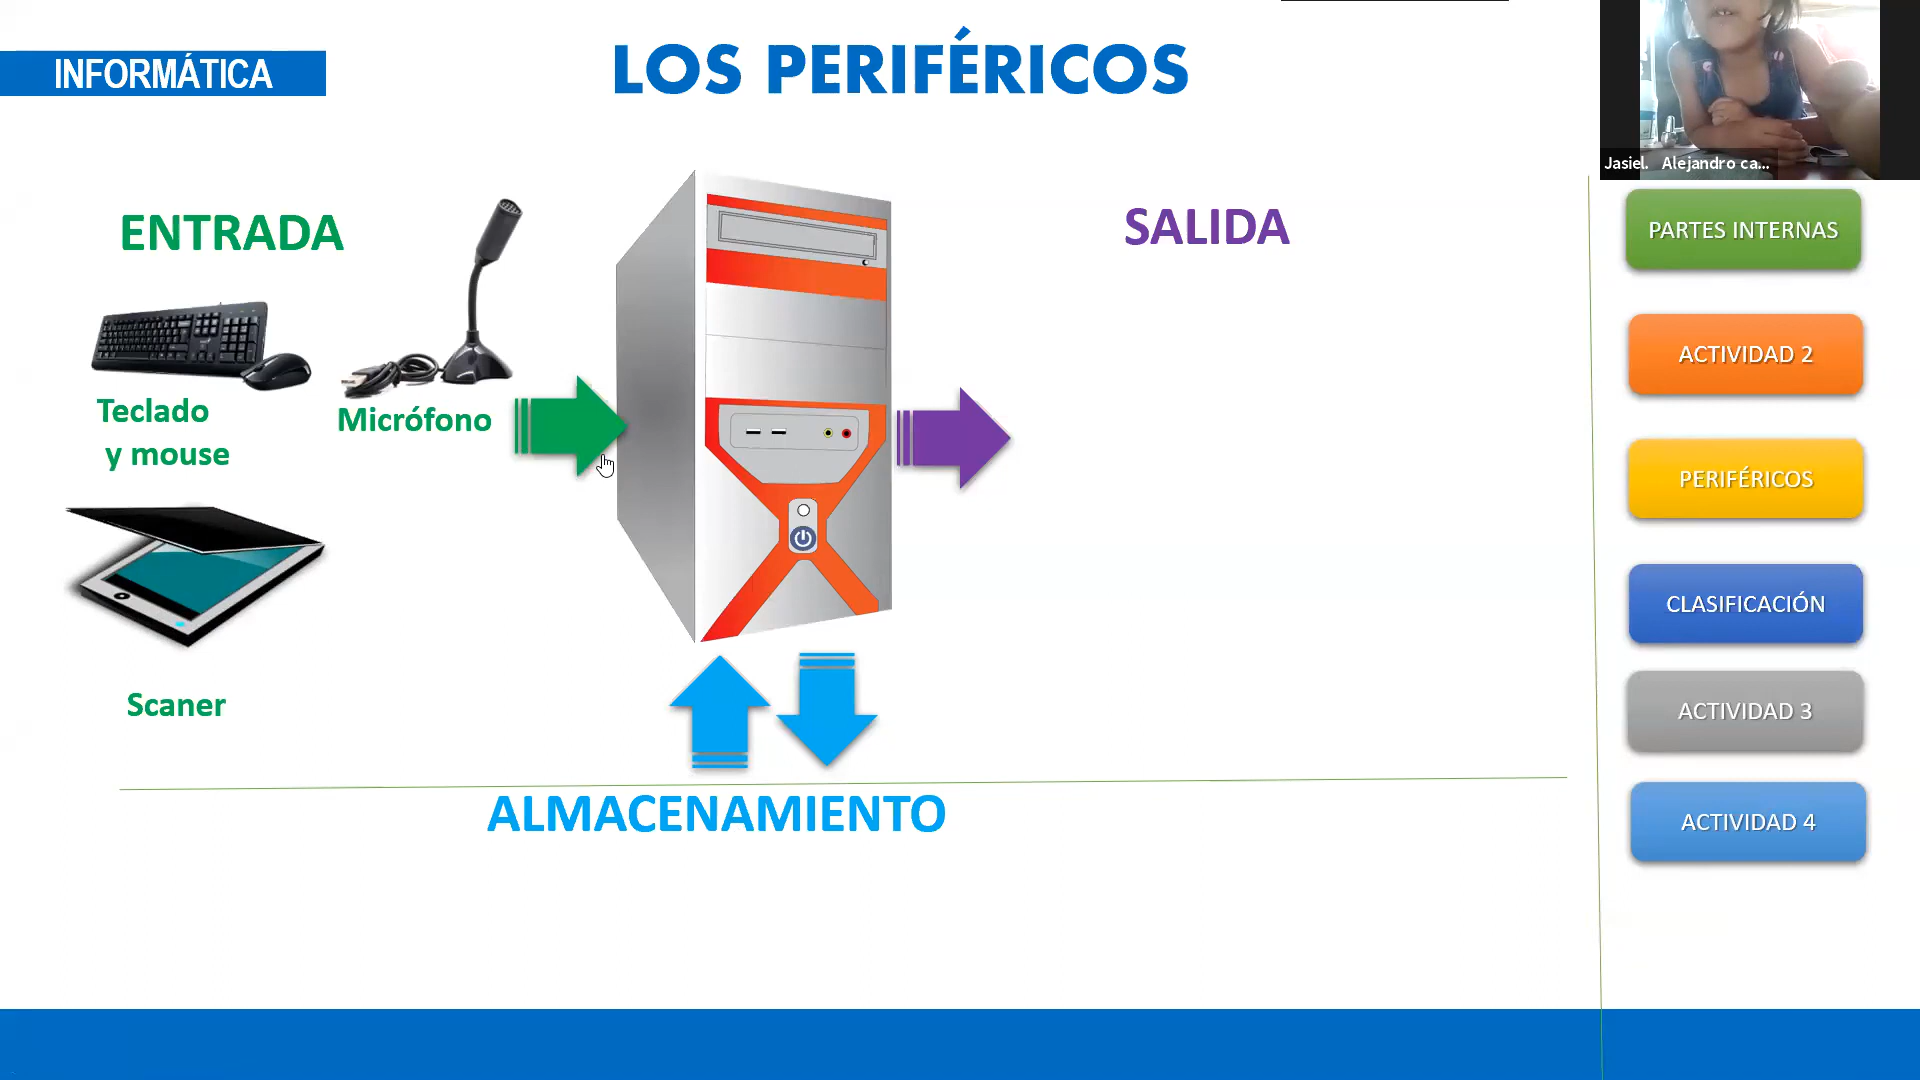 INFORMÁTICA
LOS PERIFÉRICOS
Jasiel. Alejandro ca...
ENTRADA
SALIDA
Teclado
y mouse
Micrófono
Scaner
ALMACENAMIENTO
PARTES INTERNAS
ACTIVIDAD 2
PERIFÉRICOS
CLASIFICACIÓN
ACTIVIDAD 3
ACTIVIDAD 4